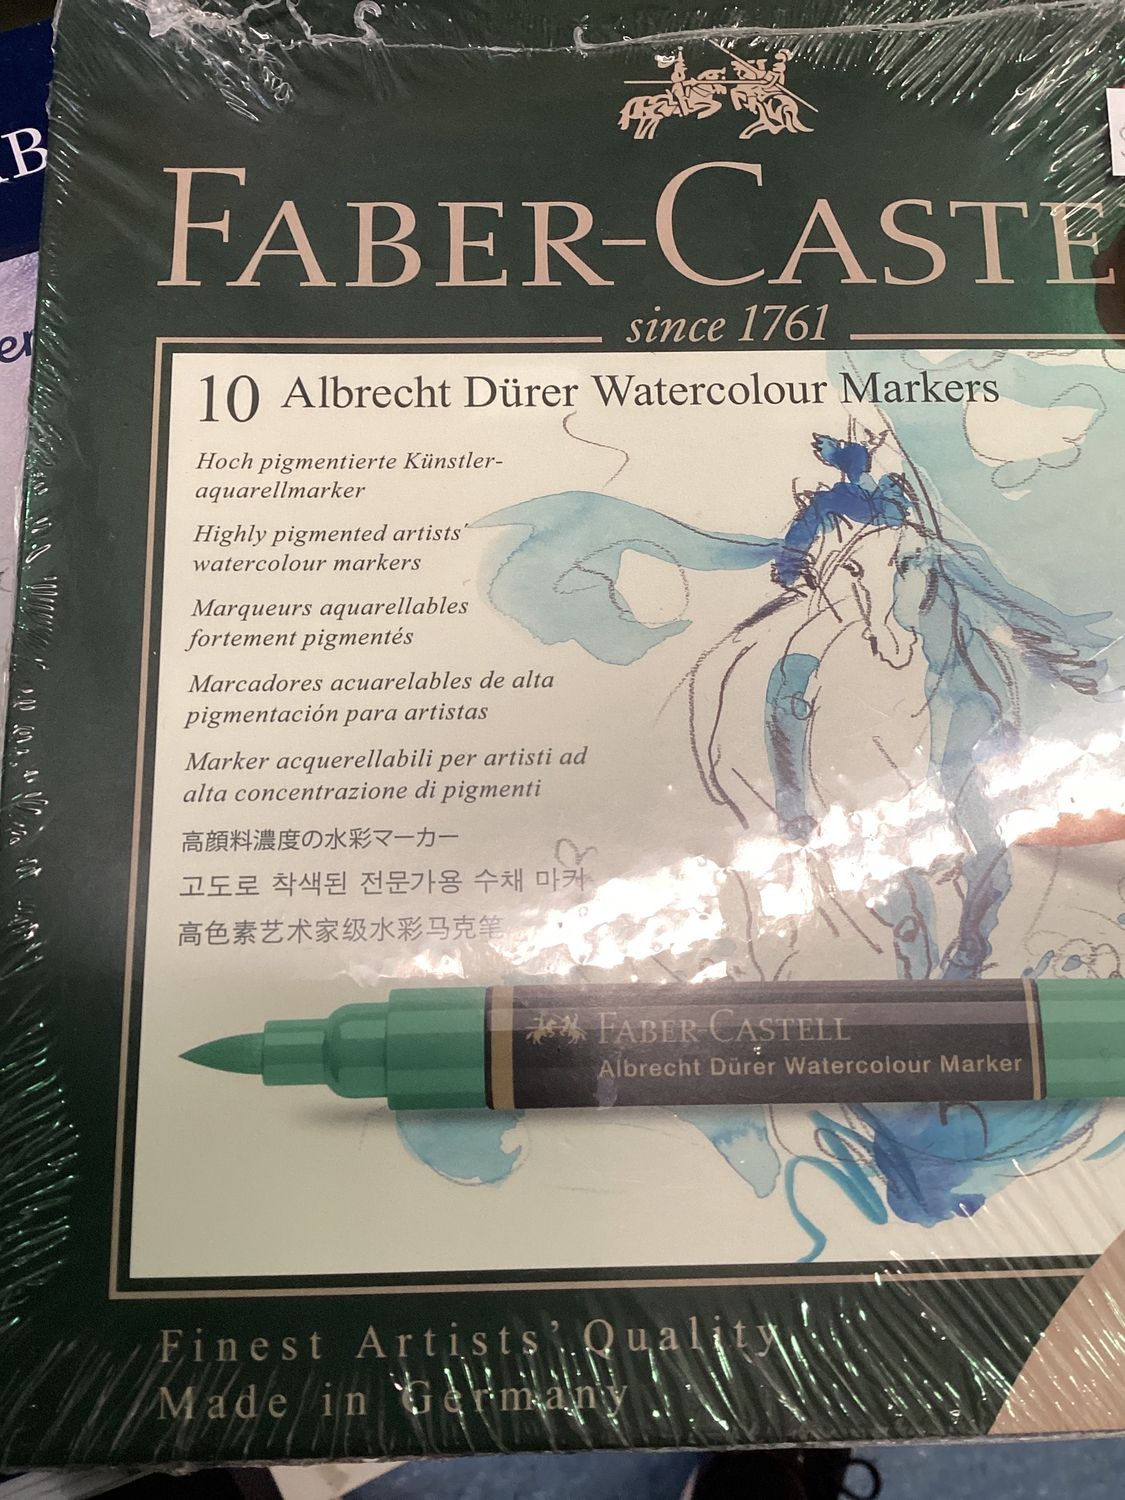 FABER-CASTE
since 1761
10 Albrecht Dürer Watercolour Markers
Hoch pigmentierte Künstler-
aquarellmarker
Highly pigmented artists'
watercolour markers
Marqueurs aquarellables
fortement pigmentés
Marcadores acuarelables de alta
pigmentación para artistas
Marker acquerellabili per artisti ad
alta concentrazione di pigmenti
高顔料濃度の水彩マーカー
고도로 착색된 전문가용 수채 마커
高色素艺术家级水彩马克笔
FABER-CASTELL
Albrecht Dürer Watercolour Marker
Finest Artists' Quality
Made in Germany